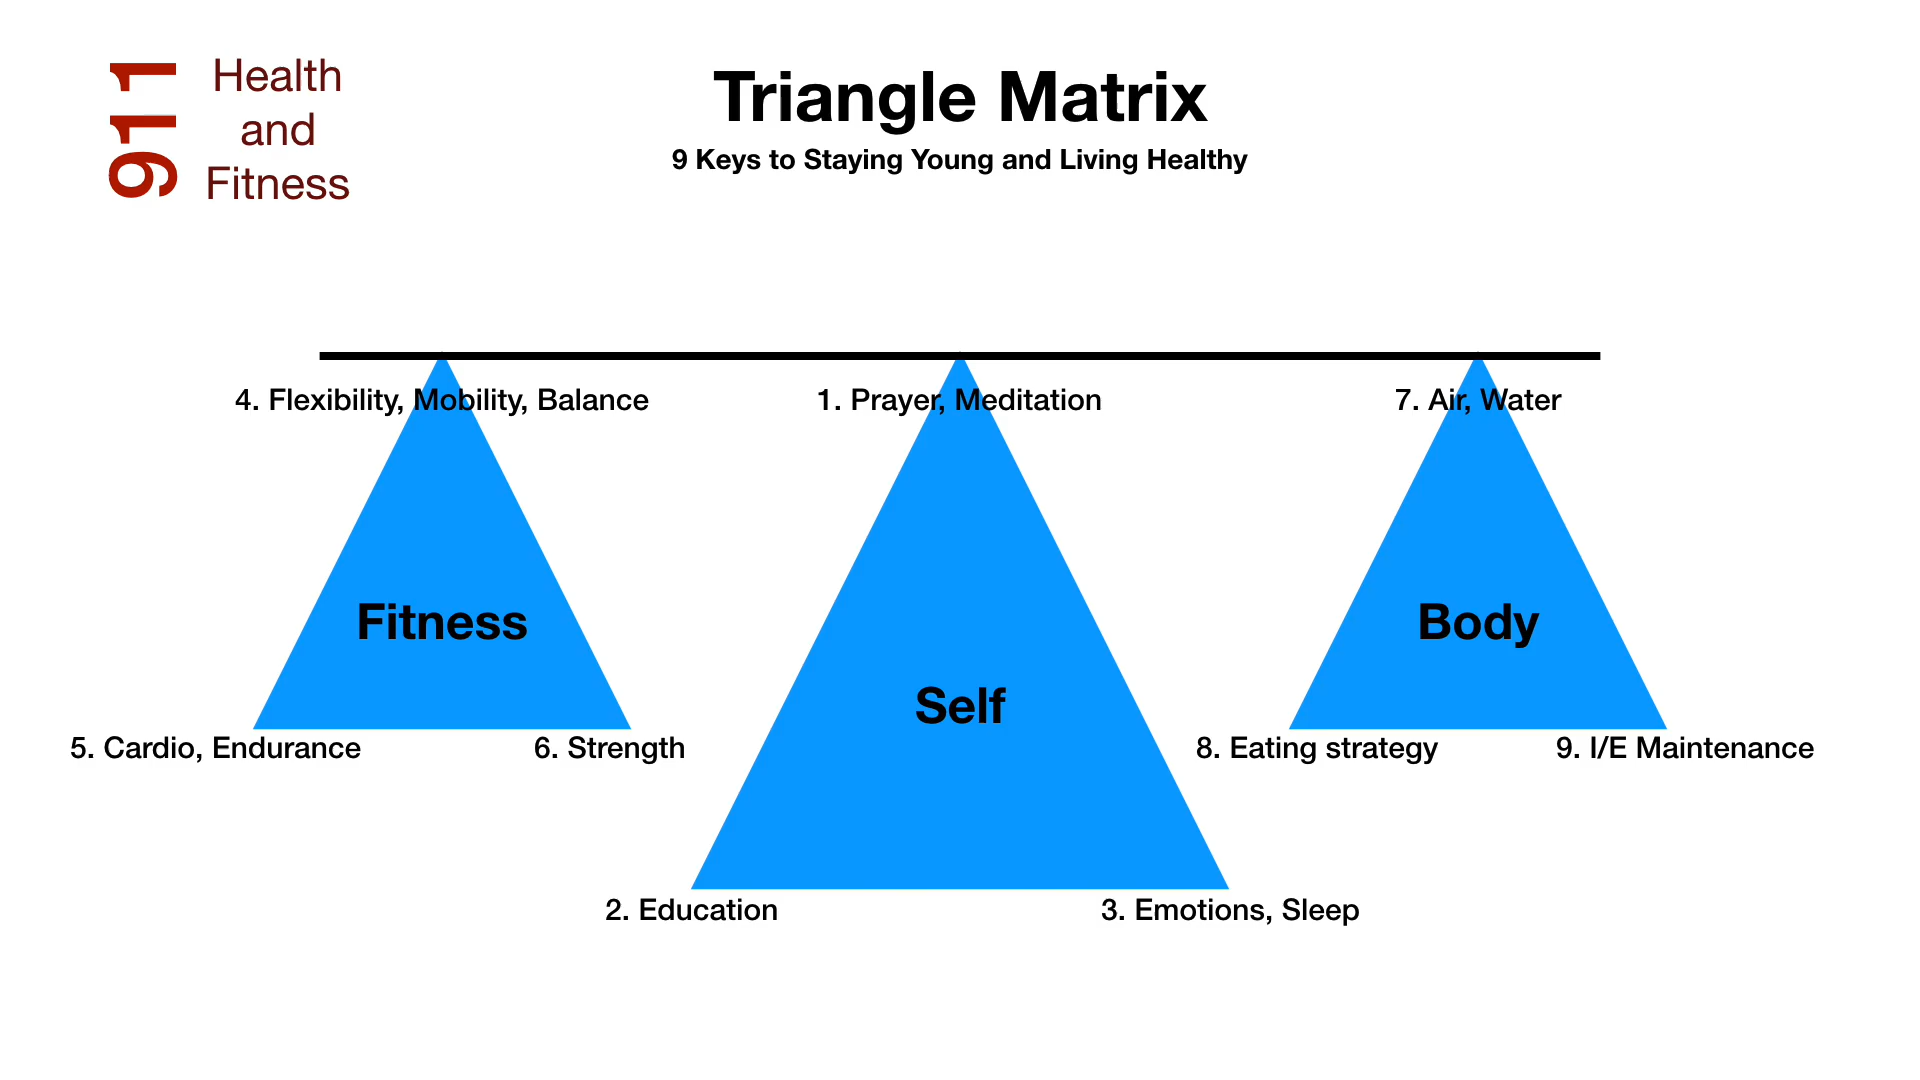 911
Health
and
Fitness
Triangle Matrix
9 Keys to Staying Young and Living Healthy
4. Flexibility, Mobility, Balance
1. Prayer, Meditation
7. Air, Water
Fitness
Self
Body
5. Cardio, Endurance
6. Strength
8. Eating strategy
9. I/E Maintenance
2. Education
3. Emotions, Sleep